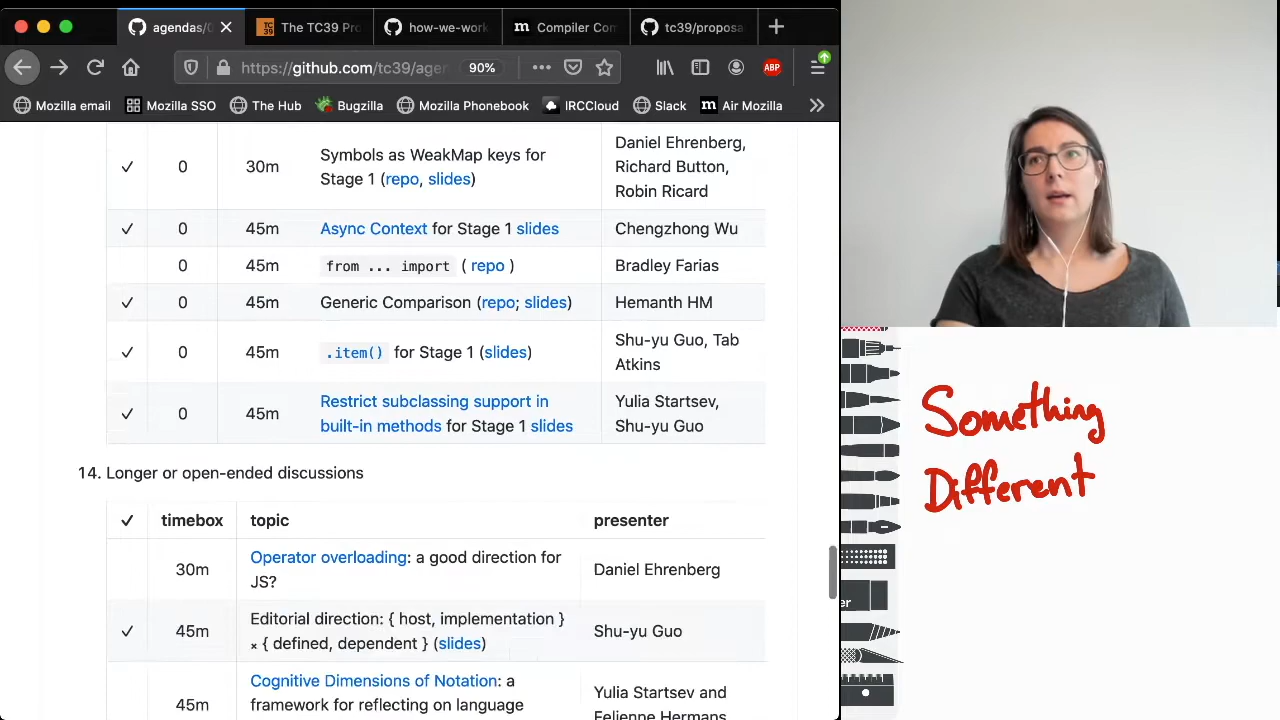 agendas/0
The TC39 Pro
how-we-work
Compiler Com
tc39/proposa
https://github.com/tc39/agen
90%
ABP
Mozilla email
Mozilla SSO
The Hub
Bugzilla
Mozilla Phonebook
IRCCloud
Slack
Air Mozilla
✓ 0 30m Symbols as WeakMap keys for
Stage 1 (repo, slides)
Daniel Ehrenberg,
Richard Button,
Robin Ricard
✓ 0 45m Async Context for Stage 1 slides Chengzhong Wu
0 45m from ... import ( repo ) Bradley Farias
✓ 0 45m Generic Comparison (repo; slides) Hemanth HM
✓ 0 45m .item() for Stage 1 (slides)
Shu-yu Guo, Tab
Atkins
✓ 0 45m Restrict subclassing support in
built-in methods for Stage 1 slides
Yulia Startsev,
Shu-yu Guo
14. Longer or open-ended discussions
✓ timebox topic presenter
30m Operator overloading: a good direction for
JS?
Daniel Ehrenberg
✓ 45m Editorial direction: { host, implementation }
× { defined, dependent } (slides)
Shu-yu Guo
45m Cognitive Dimensions of Notation: a
framework for reflecting on language
Yulia Startsev and
Felienne Hermans
Something
Different